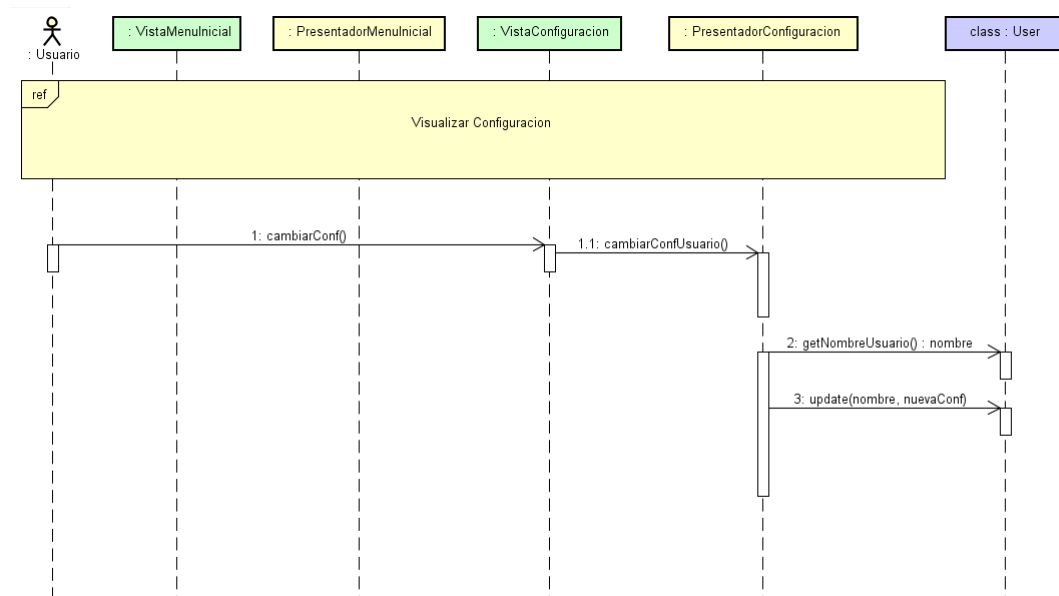 : Usuario
: VistaMenuInicial
: PresentadorMenuInicial
: VistaConfiguracion
: PresentadorConfiguracion
class : User
ref
Visualizar Configuracion
1: cambiarConf()
1.1: cambiarConfUsuario()
2: getNombreUsuario() : nombre
3: update(nombre, nuevaConf)